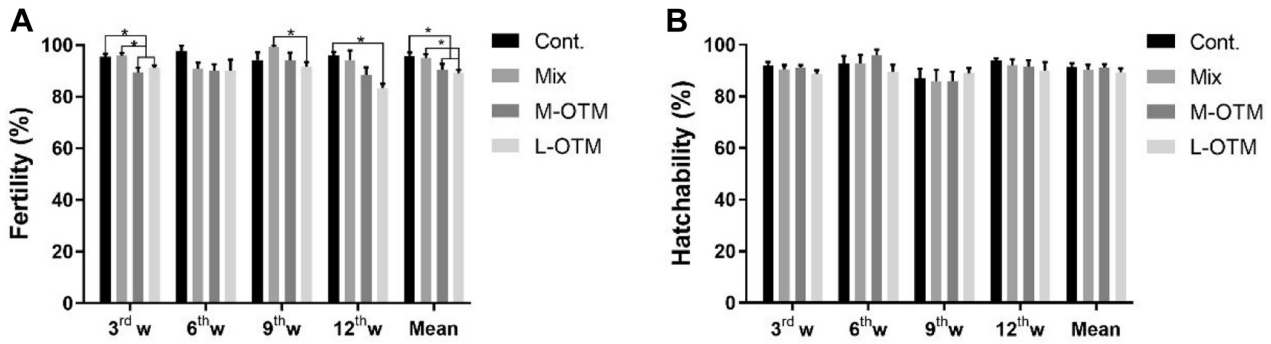 A
Fertility (%)
100
80
60
40
20
0
* * * * * *
3rd w 6th w 9th w 12th w Mean
Cont.
Mix
M-OTM
L-OTM
B
Hatchability (%)
100
80
60
40
20
0
3rd w 6th w 9th w 12th w Mean
Cont.
Mix
M-OTM
L-OTM